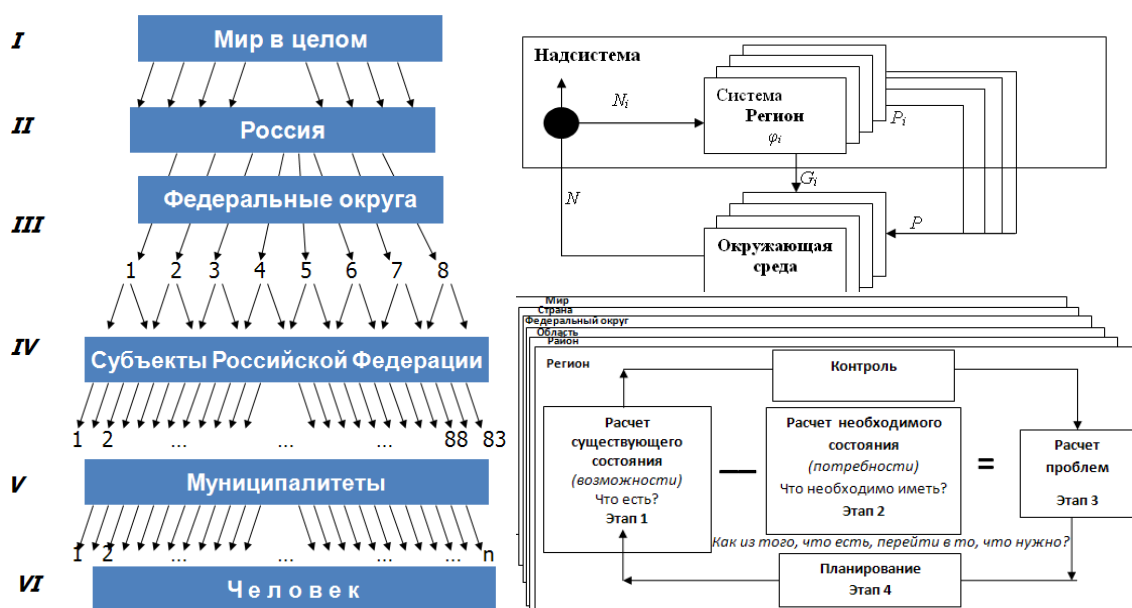 I
Мир в целом
II
Россия
Федеральные округа
III
1 2 3 4 5 6 7 8
IV
Субъекты Российской Федерации
1 2 ... ... ... 88 83
V
Муниципалитеты
1 2 ... ... ... ... n
VI
Ч е л о в е к
Надсистема
Nᵢ
Система
Регион
φᵢ
Pᵢ
Gᵢ
N
P
Окружающая
среда
Мир
Страна
Федеральный округ
Область
Район
Регион
Контроль
Расчет
существующего
состояния
(возможности)
Что есть?
Этап 1
—
Расчет необходимого
состояния
(потребности)
Что необходимо иметь?
Этап 2
=
Расчет
проблем
Этап 3
Как из того, что есть, перейти в то, что нужно?
Планирование
Этап 4